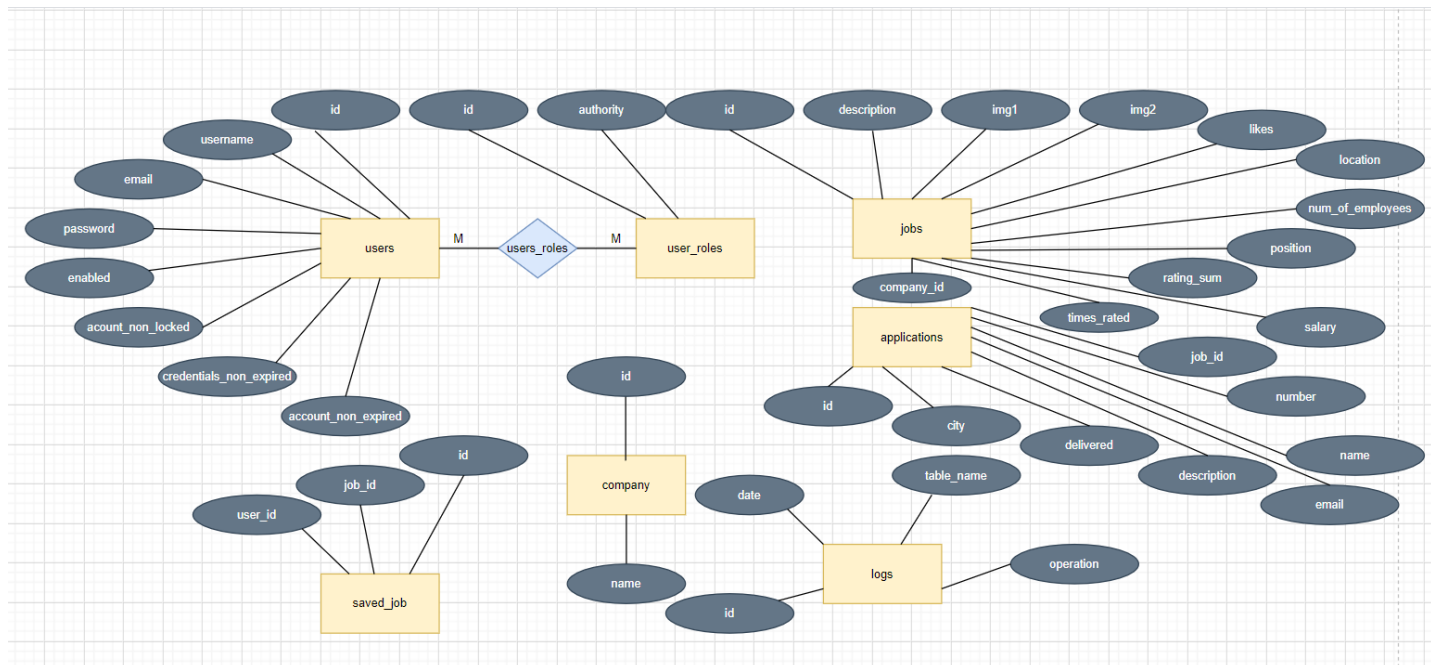 id
id
authority
id
description
img1
img2
likes
username
location
email
num_of_employees
password
users
M
users_roles
M
user_roles
jobs
position
enabled
rating_sum
company_id
times_rated
acount_non_locked
salary
applications
job_id
credentials_non_expired
id
number
id
account_non_expired
city
delivered
id
name
description
table_name
job_id
company
date
email
user_id
operation
logs
name
saved_job
id